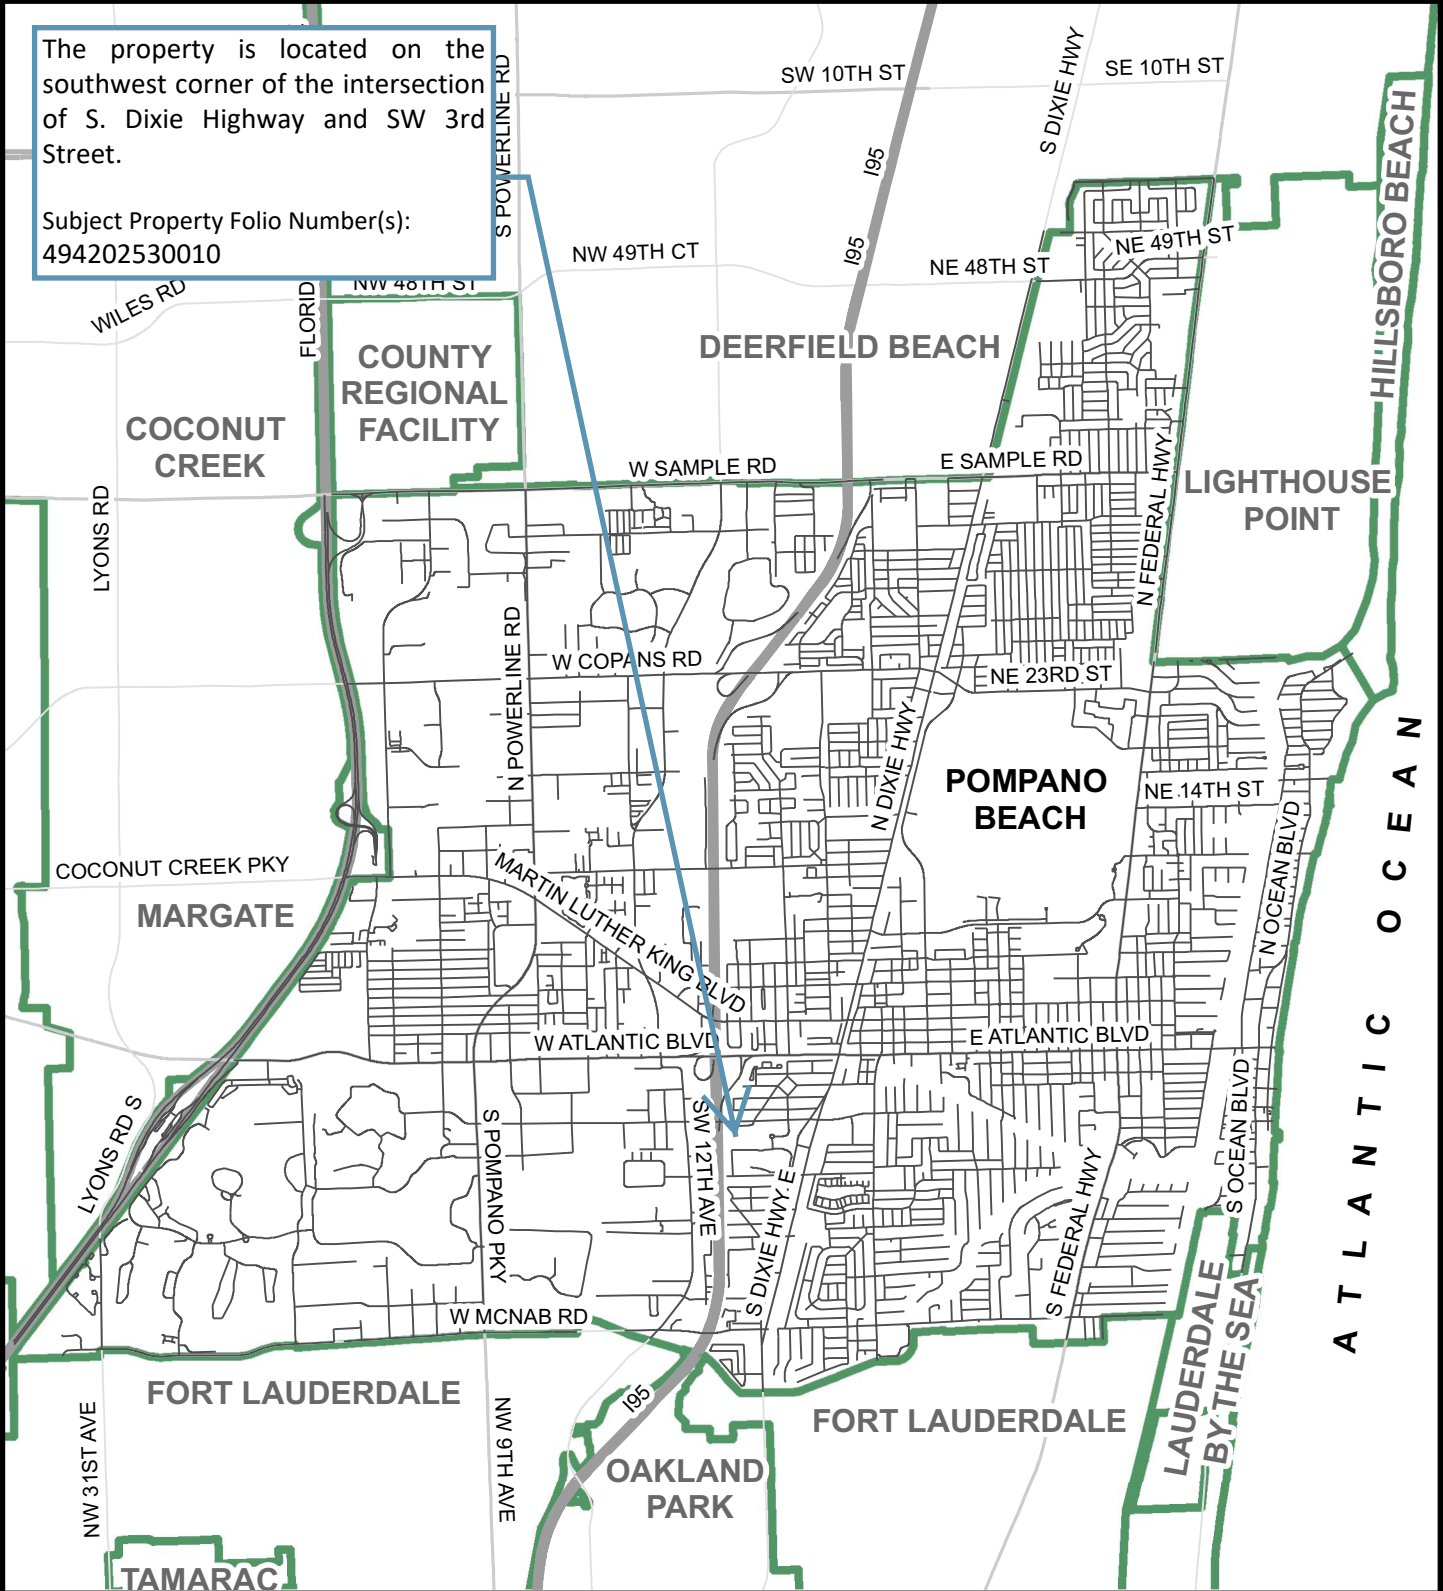 The property is located on the
southwest corner of the intersection
of S. Dixie Highway and SW 3rd
Street.
Subject Property Folio Number(s):
494202530010
S POWERLINE RD
SW 10TH ST
SE 10TH ST
S DIXIE HWY
I95
HILLSBORO BEACH
NE 49TH ST
NW 49TH CT
I95
NE 48TH ST
NW 48TH ST
WILES RD
FLORID
COUNTY
REGIONAL
FACILITY
DEERFIELD BEACH
COCONUT
CREEK
W SAMPLE RD
E SAMPLE RD
N FEDERAL HWY
LIGHTHOUSE
POINT
LYONS RD
N POWERLINE RD
W COPANS RD
NE 23RD ST
N DIXIE HWY
POMPANO
BEACH
NE 14TH ST
N OCEAN BLVD
ATLANTIC OCEAN
COCONUT CREEK PKY
MARTIN LUTHER KING BLVD
MARGATE
W ATLANTIC BLVD
E ATLANTIC BLVD
LYONS RD S
S POMPANO PKY
SW 12TH AVE
S DIXIE HWY E
S FEDERAL HWY
S OCEAN BLVD
W MCNAB RD
LAUDERDALE
BY THE SEA
FORT LAUDERDALE
I95
FORT LAUDERDALE
NW 31ST AVE
NW 9TH AVE
OAKLAND
PARK
TAMARAC